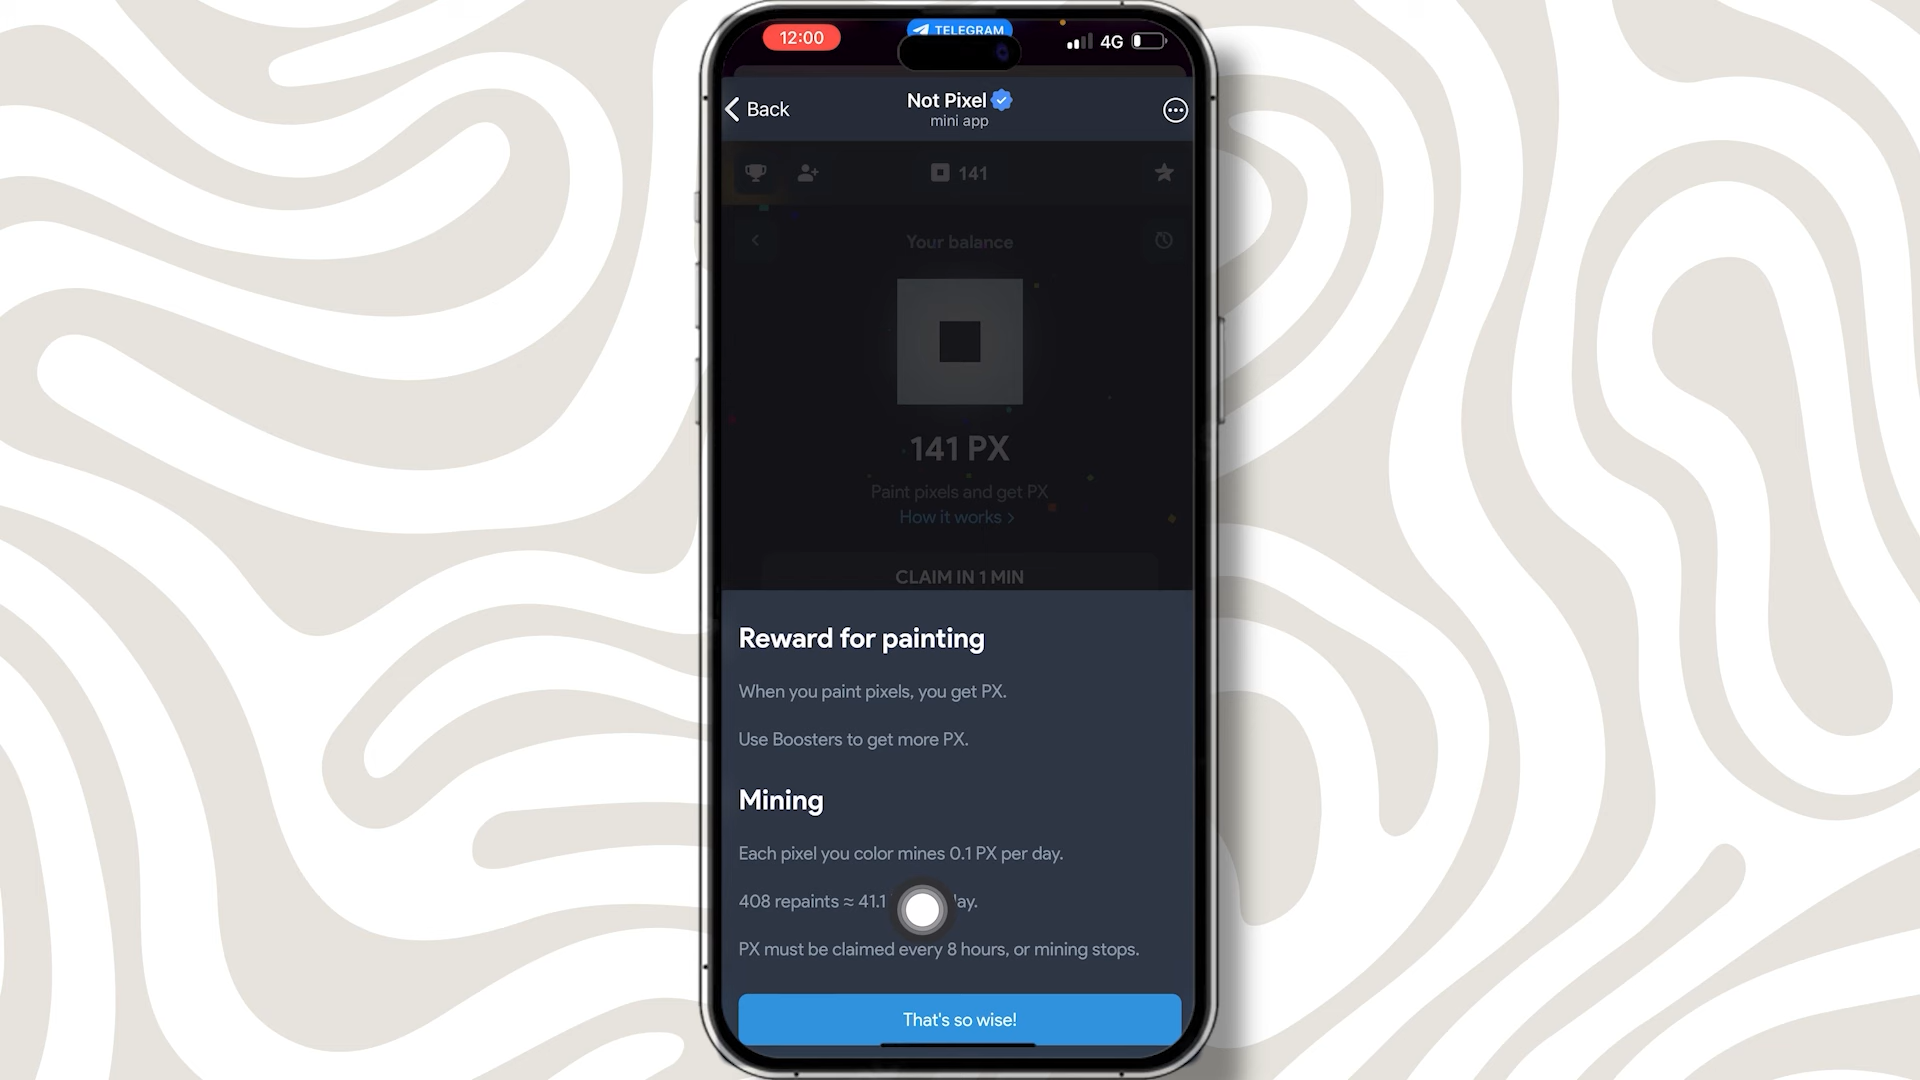 12:00
TELEGRAM
4G
Back
Not Pixel
mini app
141
Your balance
141 PX
Paint pixels and get PX
How it works >
CLAIM IN 1 MIN
Reward for painting
When you paint pixels, you get PX.
Use Boosters to get more PX.
Mining
Each pixel you color mines 0.1 PX per day.
408 repaints ≈ 41.1
PX must be claimed every 8 hours, or mining stops.
That's so wise!